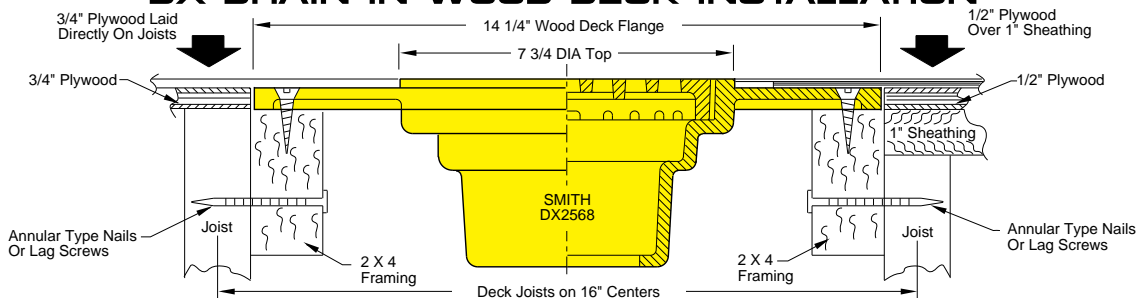 DX DRAIN IN WOOD DECK INSTALLATION
3/4" Plywood Laid
Directly On Joists
14 1/4" Wood Deck Flange
1/2" Plywood
Over 1" Sheathing
7 3/4 DIA Top
3/4" Plywood
1/2" Plywood
1" Sheathing
SMITH
DX2568
Annular Type Nails
Or Lag Screws
Joist
2 X 4
Framing
2 X 4
Framing
Joist
Annular Type Nails
Or Lag Screws
Deck Joists on 16" Centers